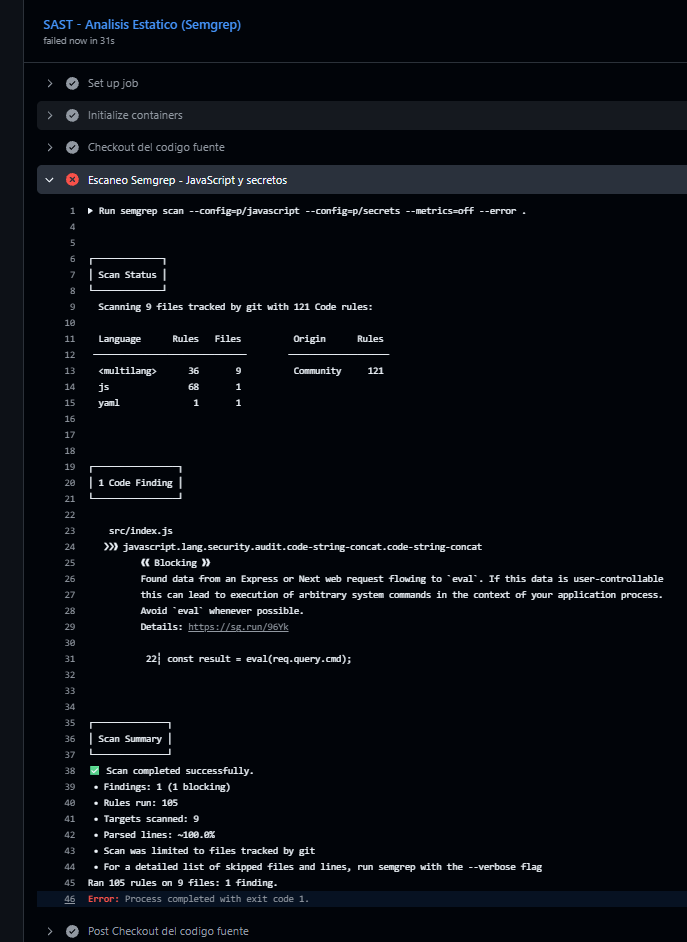 SAST - Analisis Estatico (Semgrep)
failed now in 31s
Set up job
Initialize containers
Checkout del codigo fuente
Escaneo Semgrep - JavaScript y secretos
1 Run semgrep scan --config=p/javascript --config=p/secrets --metrics=off --error .
4
5
6
7 Scan Status
8
9 Scanning 9 files tracked by git with 121 Code rules:
10
11 Language Rules Files Origin Rules
12
13 <multilang> 36 9 Community 121
14 js 68 1
15 yaml 1 1
16
17
18
19
20 1 Code Finding
21
22
23 src/index.js
24 ❯❯❱ javascript.lang.security.audit.code-string-concat.code-string-concat
25 ❰❰ Blocking ❱❱
26 Found data from an Express or Next web request flowing to `eval`. If this data is user-controllable
27 this can lead to execution of arbitrary system commands in the context of your application process.
28 Avoid `eval` whenever possible.
29 Details: https://sg.run/96Yk
30
31 22┆ const result = eval(req.query.cmd);
32
33
34
35
36 Scan Summary
37
38 ✅ Scan completed successfully.
39 • Findings: 1 (1 blocking)
40 • Rules run: 105
41 • Targets scanned: 9
42 • Parsed lines: ~100.0%
43 • Scan was limited to files tracked by git
44 • For a detailed list of skipped files and lines, run semgrep with the --verbose flag
45 Ran 105 rules on 9 files: 1 finding.
46 Error: Process completed with exit code 1.
Post Checkout del codigo fuente